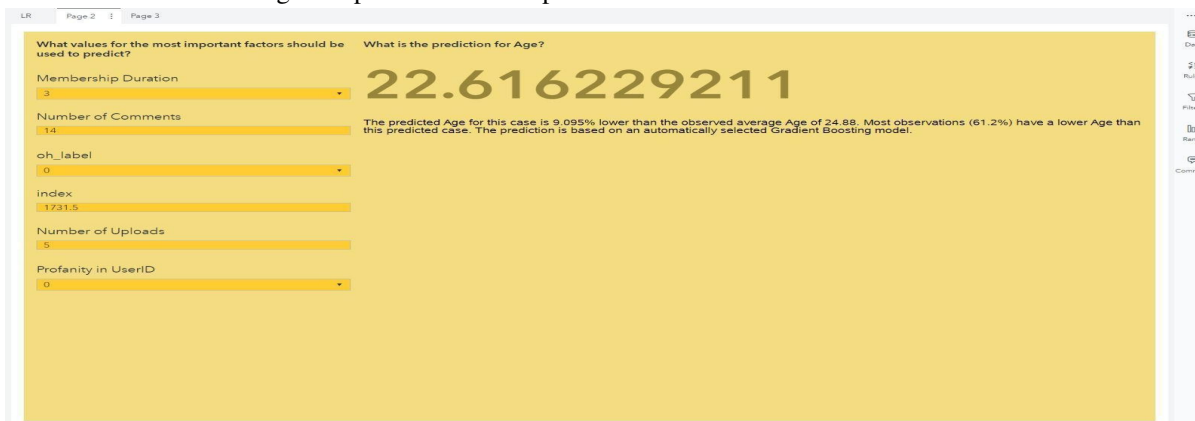 LR Page 2 Page 3
What values for the most important factors should be
used to predict?
Membership Duration
3
Number of Comments
14
oh_label
0
index
1731.5
Number of Uploads
5
Profanity in UserID
0
What is the prediction for Age?
22.616229211
The predicted Age for this case is 9.095% lower than the observed average Age of 24.88. Most observations (61.2%) have a lower Age than
this predicted case. The prediction is based on an automatically selected Gradient Boosting model.